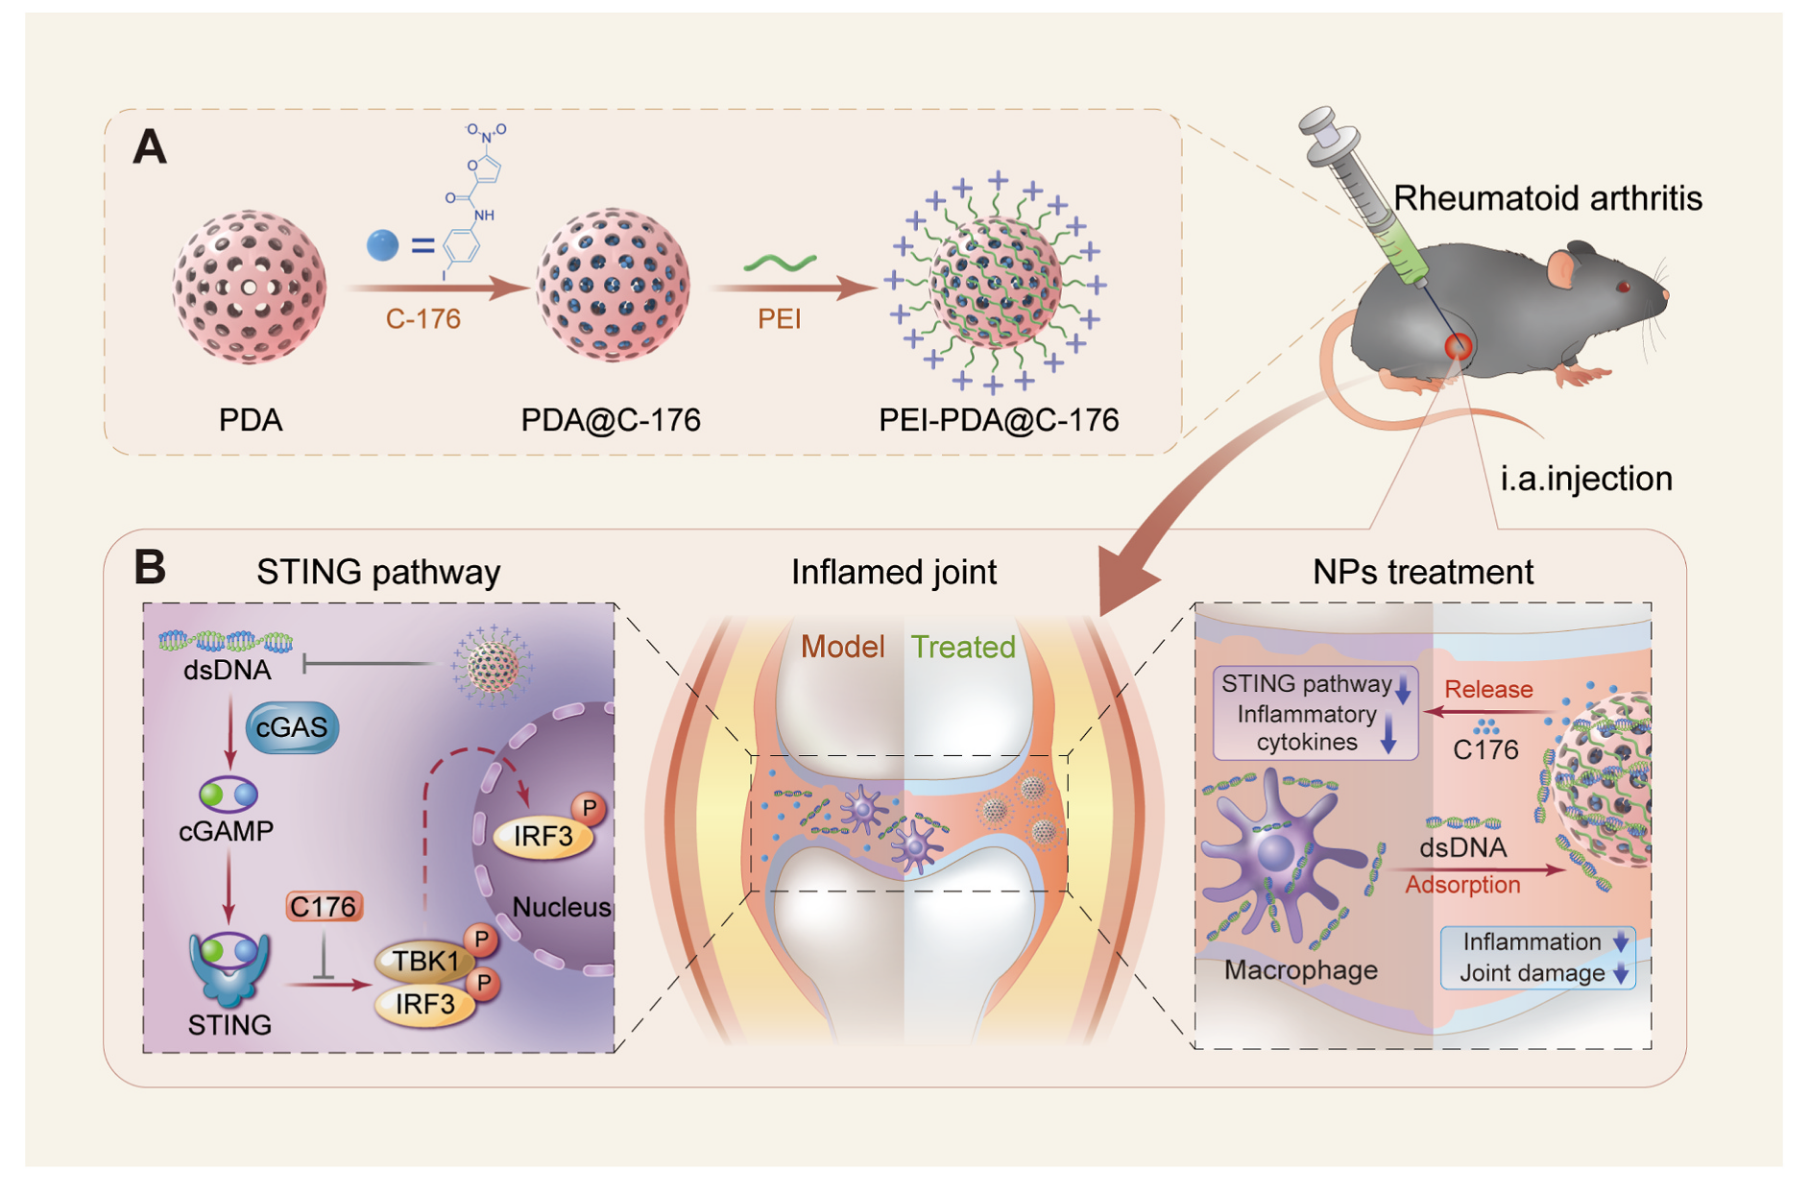 A
⁻O N⁺ O
O
O
NH
I
=
C-176
PEI
PDA
PDA@C-176
PEI-PDA@C-176
Rheumatoid arthritis
i.a.injection
B
STING pathway
dsDNA
cGAS
cGAMP
STING
C176
TBK1
P
IRF3
P
IRF3
P
Nucleus
Inflamed joint
Model
Treated
NPs treatment
STING pathway
Inflammatory
cytokines
Release
C176
dsDNA
Adsorption
Macrophage
Inflammation
Joint damage